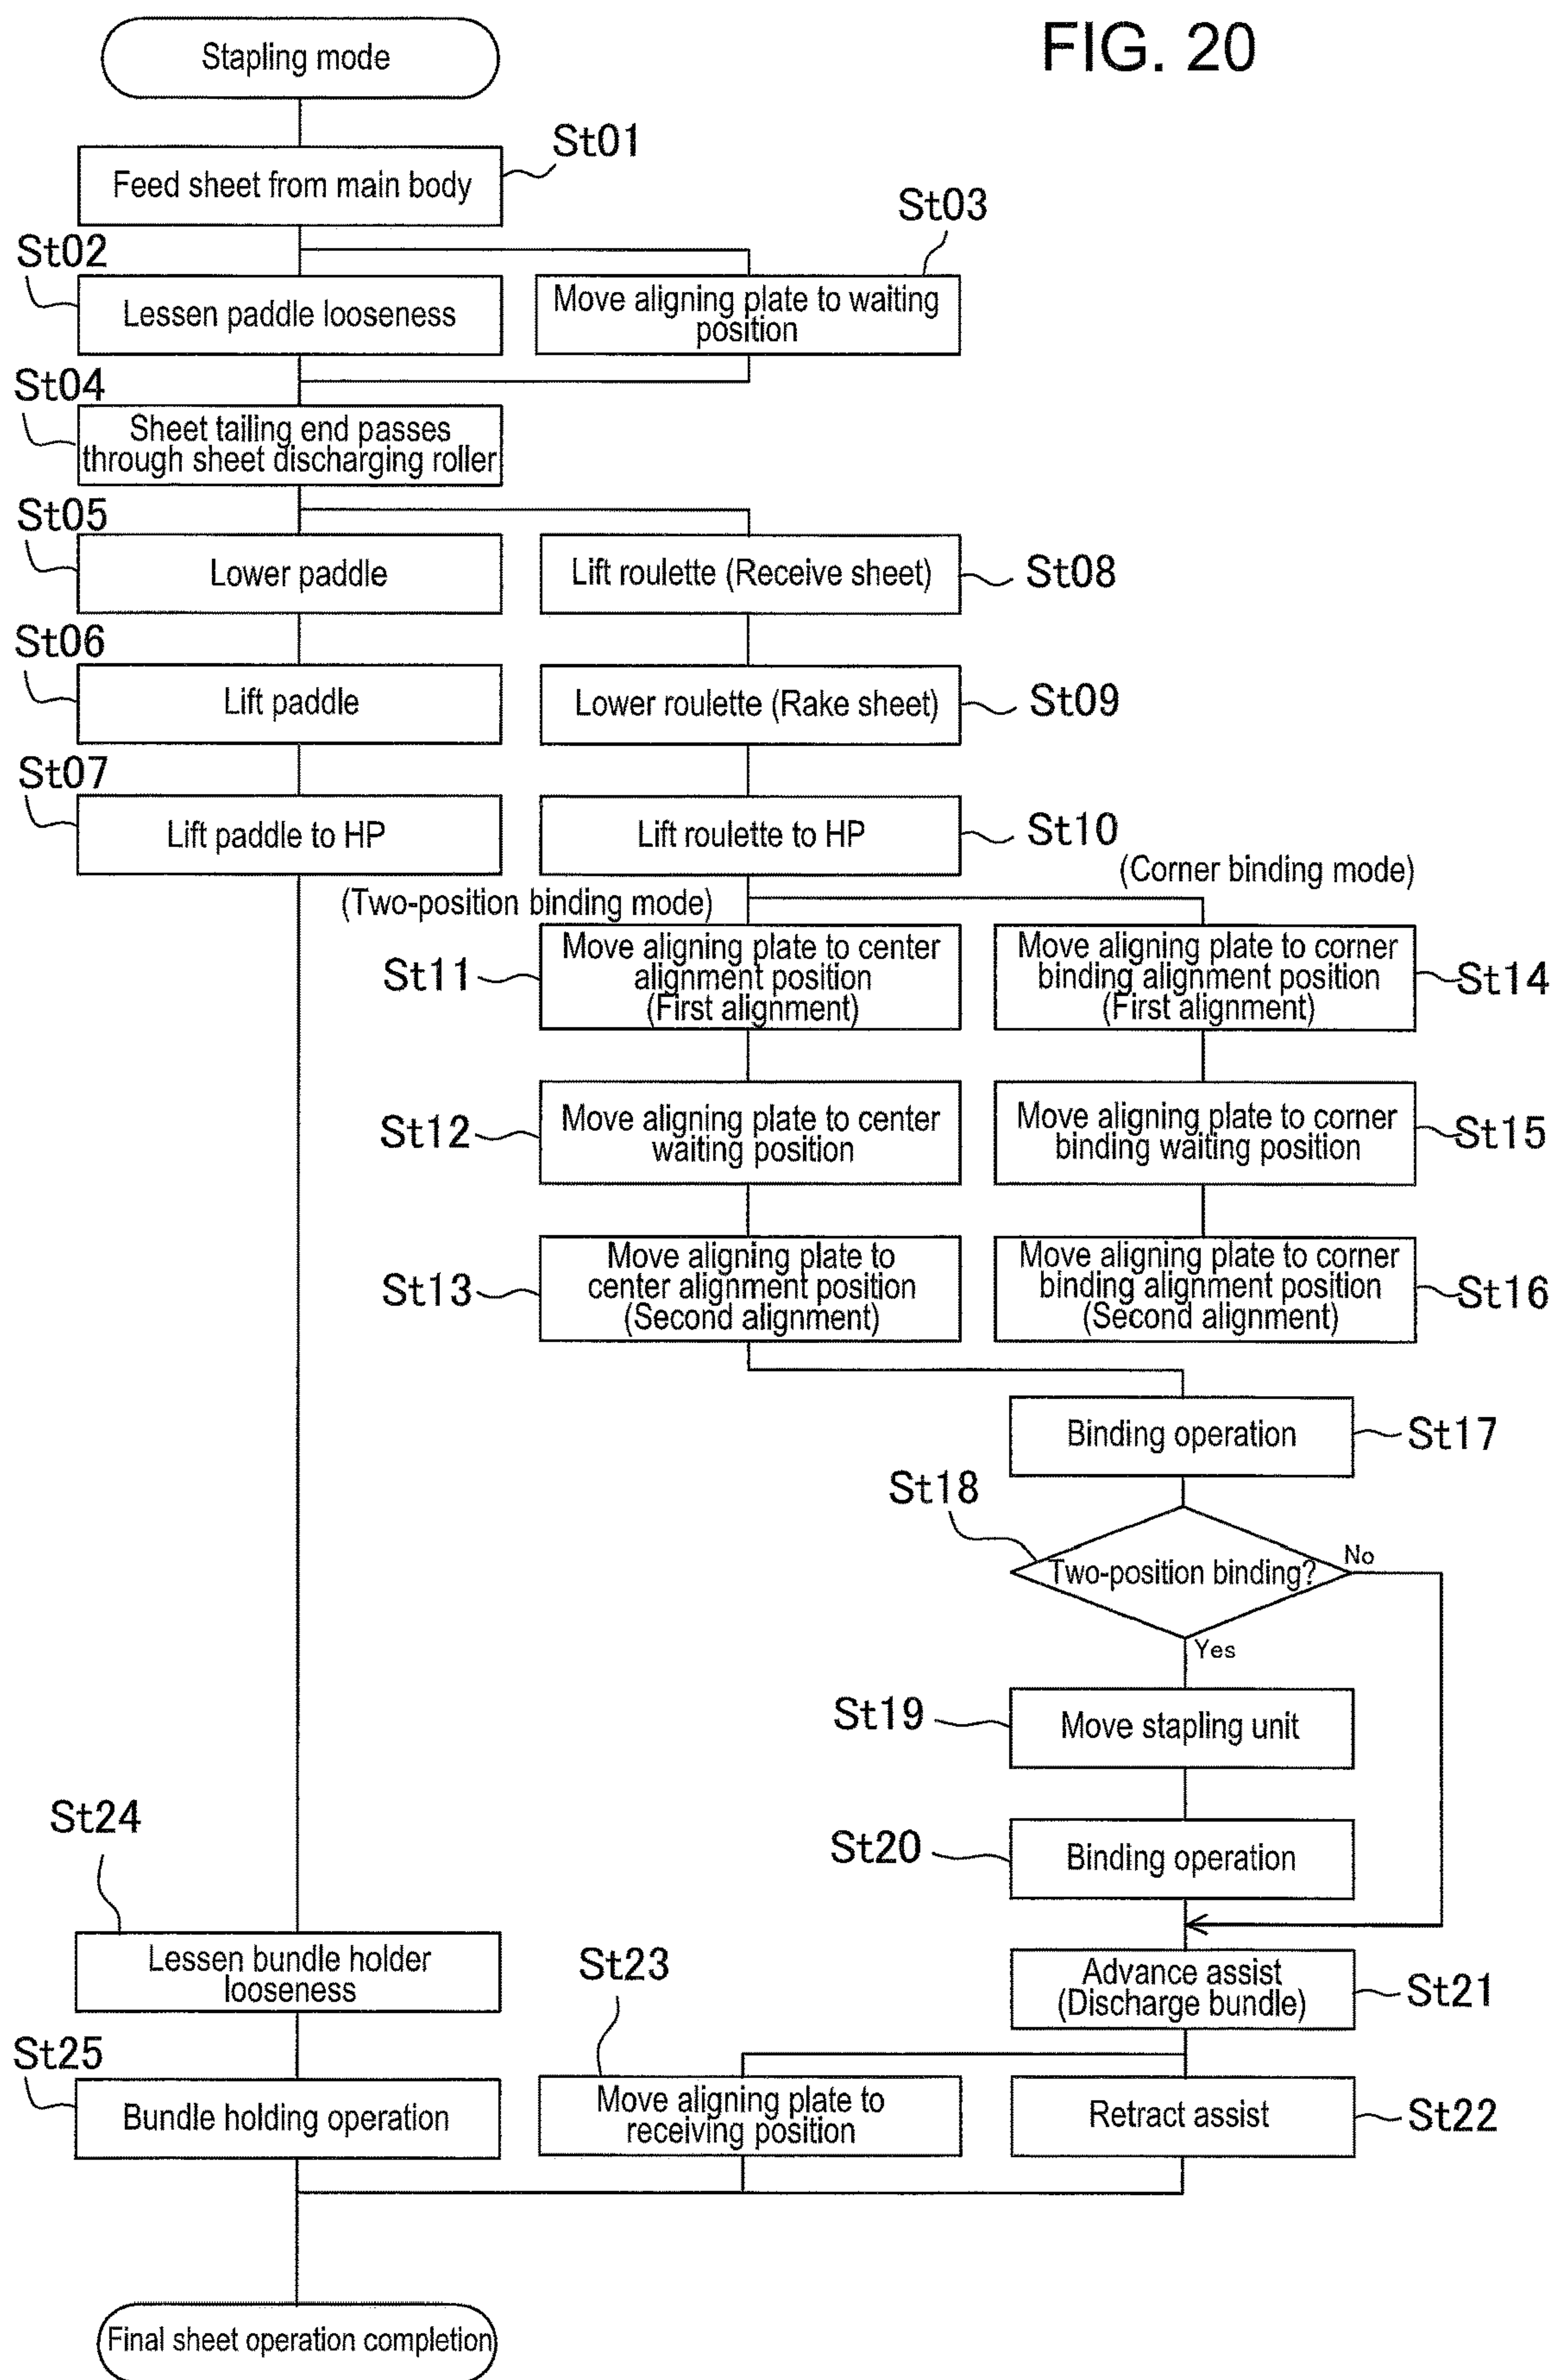 FIG. 20
Stapling mode
St01
Feed sheet from main body
St03
St02
Lessen paddle looseness
Move aligning plate to waiting
position
St04
Sheet tailing end passes
through sheet discharging roller
St05
Lower paddle
Lift roulette (Receive sheet)
St08
St06
Lift paddle
Lower roulette (Rake sheet)
St09
St07
Lift paddle to HP
Lift roulette to HP
St10
(Corner binding mode)
(Two-position binding mode)
St11
Move aligning plate to center
alignment position
(First alignment)
Move aligning plate to corner
binding alignment position
(First alignment)
St14
St12
Move aligning plate to center
waiting position
Move aligning plate to corner
binding waiting position
St15
St13
Move aligning plate to
center alignment position
(Second alignment)
Move aligning plate to corner
binding alignment position
(Second alignment)
St16
Binding operation
St17
St18
Two-position binding?
No
Yes
St19
Move stapling unit
St20
Binding operation
St24
Lessen bundle holder
looseness
St23
Advance assist
(Discharge bundle)
St21
St25
Bundle holding operation
Move aligning plate to
receiving position
Retract assist
St22
Final sheet operation completion